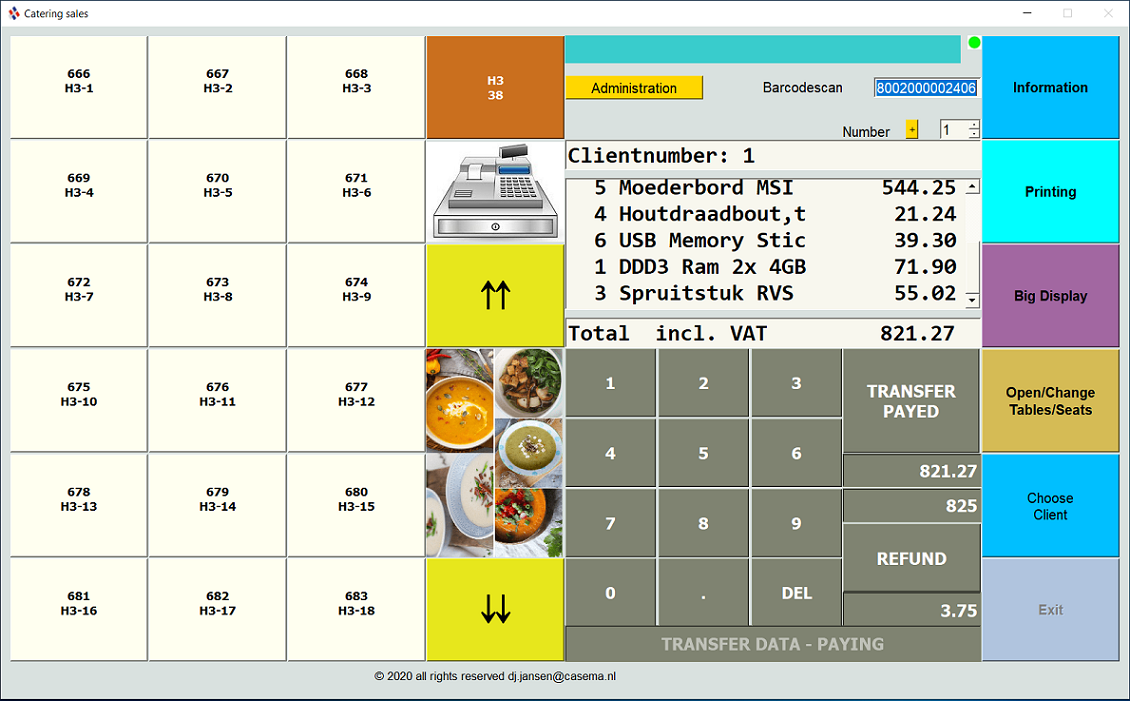 Catering sales
666
H3-1
667
H3-2
668
H3-3
H3
38
669
H3-4
670
H3-5
671
H3-6
672
H3-7
673
H3-8
674
H3-9
↑↑
675
H3-10
676
H3-11
677
H3-12
678
H3-13
679
H3-14
680
H3-15
681
H3-16
682
H3-17
683
H3-18
↓↓
Administration
Barcodescan
8002000002406
Number
+
1
Clientnumber: 1
5 Moederbord MSI 544.25
4 Houtdraadbout,t 21.24
6 USB Memory Stic 39.30
1 DDD3 Ram 2x 4GB 71.90
3 Spruitstuk RVS 55.02
Total incl. VAT 821.27
1 2 3
4 5 6
7 8 9
0 . DEL
TRANSFER
PAYED
821.27
825
REFUND
3.75
TRANSFER DATA - PAYING
Information
Printing
Big Display
Open/Change
Tables/Seats
Choose
Client
Exit
© 2020 all rights reserved dj.jansen@casema.nl